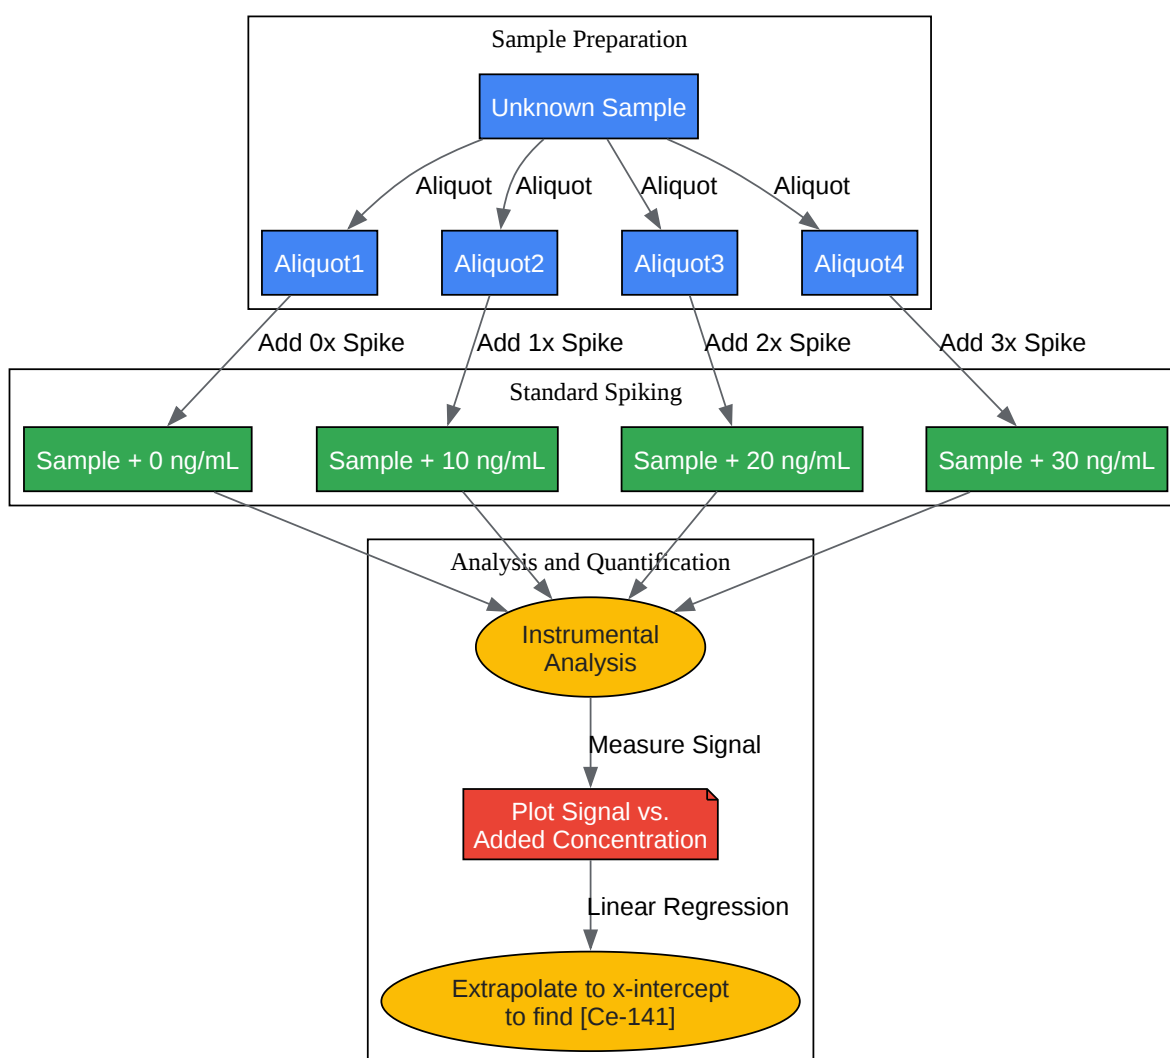 Sample Preparation
Unknown Sample
Aliquot
Aliquot
Aliquot
Aliquot
Aliquot1
Aliquot2
Aliquot3
Aliquot4
Add 0x Spike
Add 1x Spike
Add 2x Spike
Add 3x Spike
Standard Spiking
Sample + 0 ng/mL
Sample + 10 ng/mL
Sample + 20 ng/mL
Sample + 30 ng/mL
Analysis and Quantification
Instrumental
Analysis
Measure Signal
Plot Signal vs.
Added Concentration
Linear Regression
Extrapolate to x-intercept
to find [Ce-141]